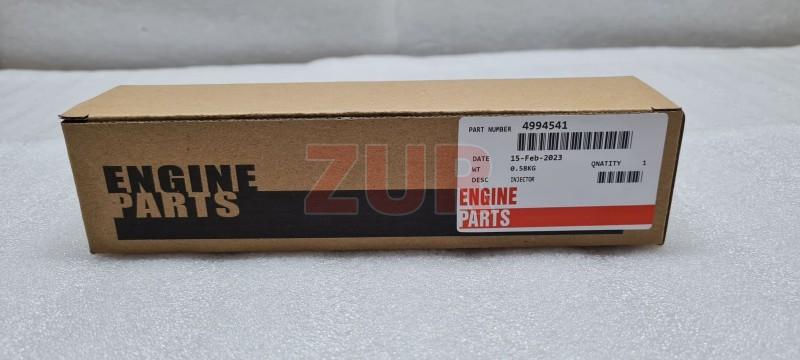 ENGINE
PARTS
ZUP
PART NUMBER 4994541
DATE 15-Feb-2023 QNATITY 1
WT 0.58KG
DESC INJECTOR
ENGINE
PARTS